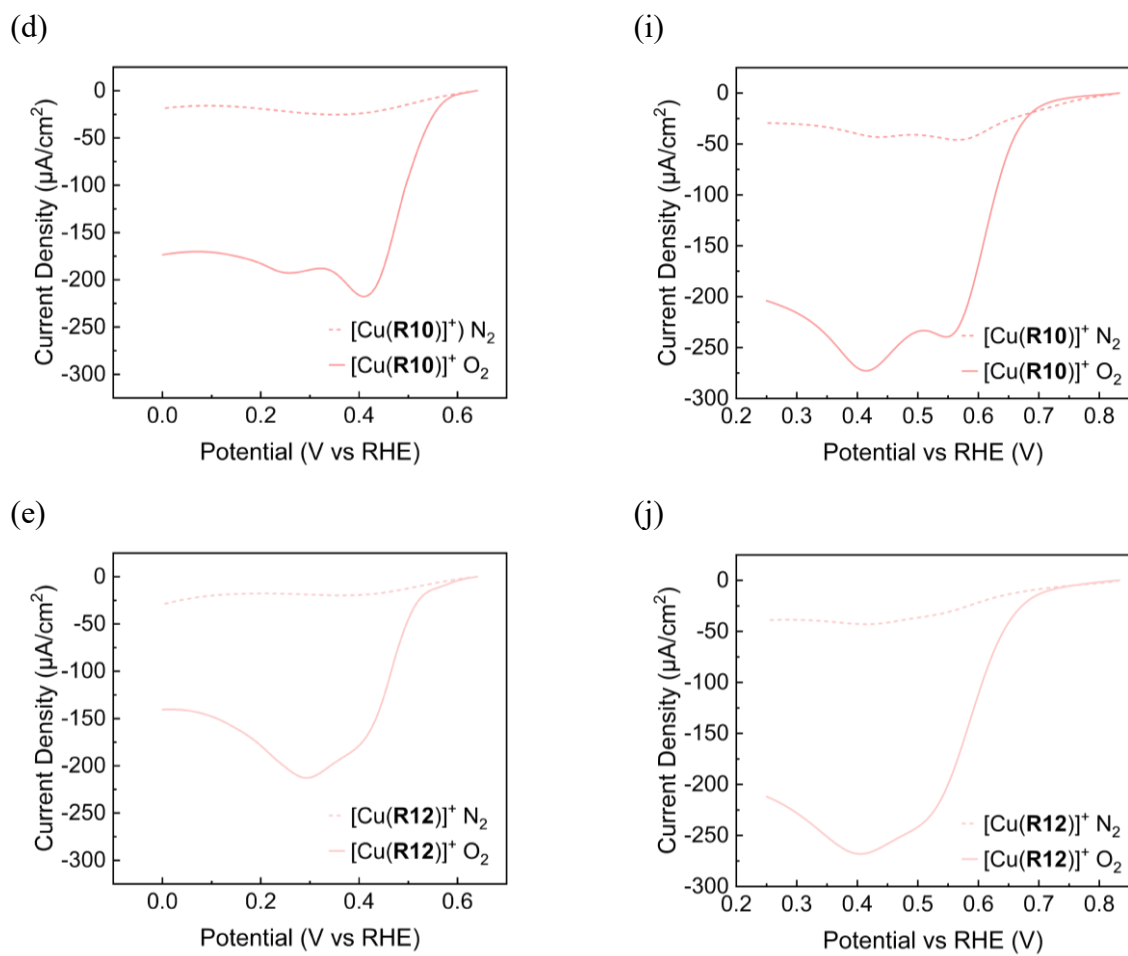 (d)
0
-50
-100
-150
-200
-250
-300
Current Density (µA/cm²)
[Cu(R10)]⁺) N₂
[Cu(R10)]⁺ O₂
0.0
0.2
0.4
0.6
Potential (V vs RHE)
(i)
0
-50
-100
-150
-200
-250
-300
Current Density (µA/cm²)
[Cu(R10)]⁺ N₂
[Cu(R10)]⁺ O₂
0.2
0.3
0.4
0.5
0.6
0.7
0.8
Potential vs RHE (V)
(e)
0
-50
-100
-150
-200
-250
-300
Current Density (µA/cm²)
[Cu(R12)]⁺ N₂
[Cu(R12)]⁺ O₂
0.0
0.2
0.4
0.6
Potential (V vs RHE)
(j)
0
-50
-100
-150
-200
-250
-300
Current Density (µA/cm²)
[Cu(R12)]⁺ N₂
[Cu(R12)]⁺ O₂
0.2
0.3
0.4
0.5
0.6
0.7
0.8
Potential vs RHE (V)